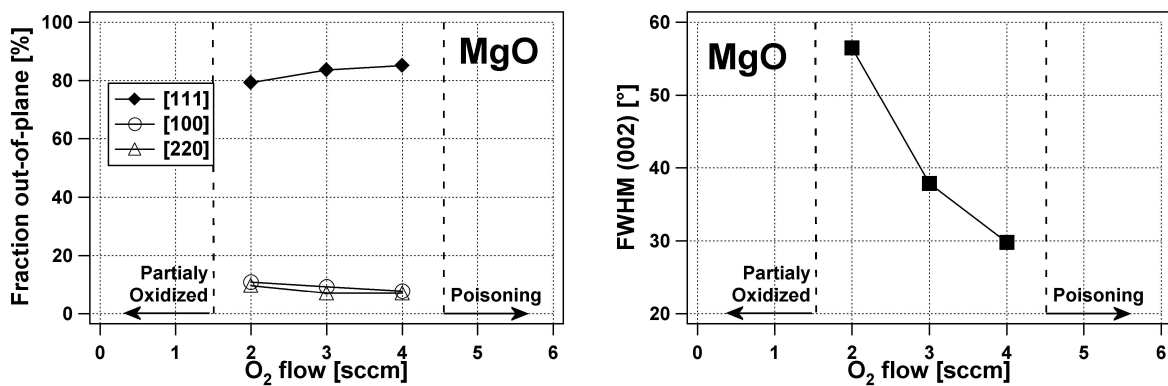 100
80
60
40
20
0
Fraction out-of-plane [%]
MgO
[111]
[100]
[220]
Partialy
Oxidized
Poisoning
0 1 2 3 4 5 6
O2 flow [sccm]
60
50
40
30
20
FWHM (002) [°]
MgO
Partialy
Oxidized
Poisoning
0 1 2 3 4 5 6
O2 flow [sccm]